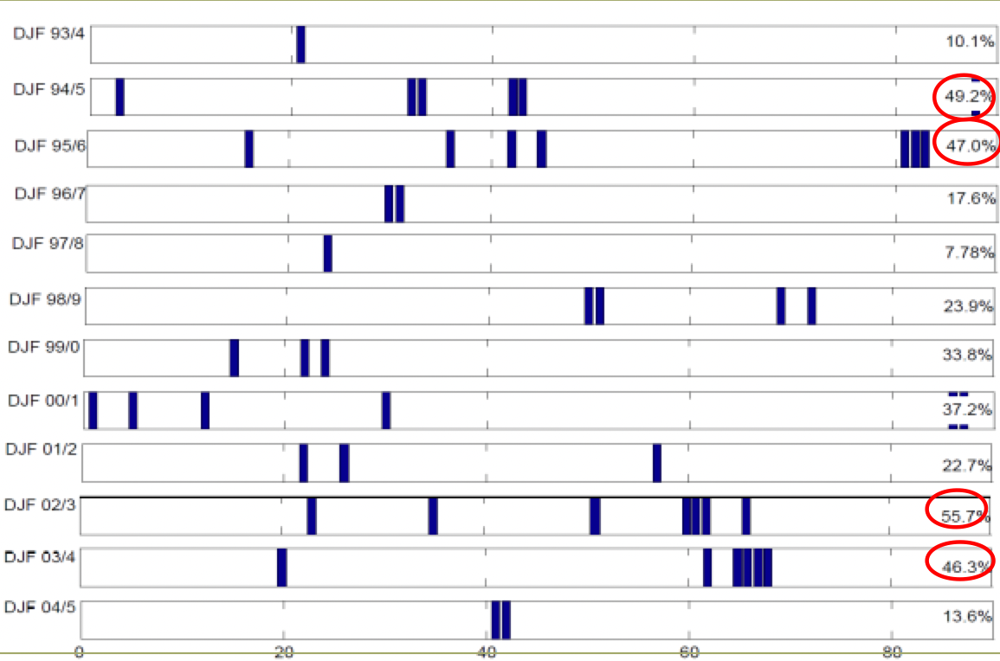 DJF 93/4 10.1%
DJF 94/5 49.2%
DJF 95/6 47.0%
DJF 96/7 17.6%
DJF 97/8 7.78%
DJF 98/9 23.9%
DJF 99/0 33.8%
DJF 00/1 37.2%
DJF 01/2 22.7%
DJF 02/3 55.7%
DJF 03/4 46.3%
DJF 04/5 13.6%
0 20 40 60 80